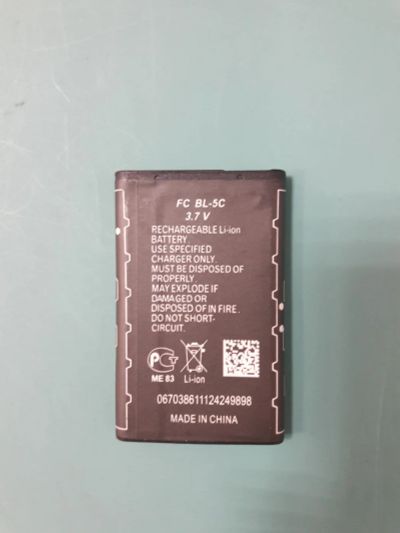 FC BL-5C
3.7 V
RECHARGEABLE Li-ion
BATTERY.
USE SPECIFIED
CHARGER ONLY.
MUST BE DISPOSED OF
PROPERLY.
MAY EXPLODE IF
DAMAGED OR
DISPOSED OF IN FIRE.
DO NOT SHORT-
CIRCUIT.
ME 83 Li-ion
067038611124249898
MADE IN CHINA